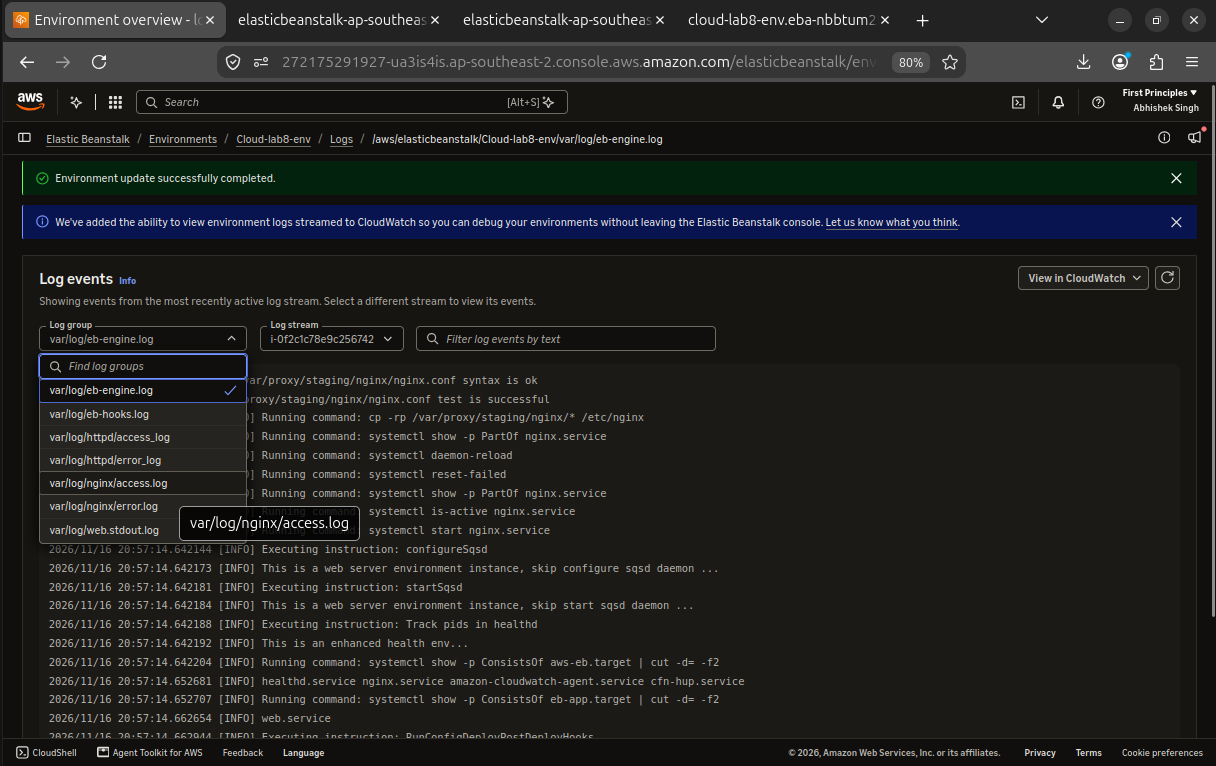 Environment overview - lo
elasticbeanstalk-ap-southeas
elasticbeanstalk-ap-southeas
cloud-lab8-env.eba-nbbtum2
272175291927-ua3is4is.ap-southeast-2.console.aws.amazon.com/elasticbeanstalk/env
80%
aws
Search
[Alt+S]
First Principles
Abhishek Singh
Elastic Beanstalk / Environments / Cloud-lab8-env / Logs / /aws/elasticbeanstalk/Cloud-lab8-env/var/log/eb-engine.log
Environment update successfully completed.
We've added the ability to view environment logs streamed to CloudWatch so you can debug your environments without leaving the Elastic Beanstalk console. Let us know what you think.
Log events Info
View in CloudWatch
Showing events from the most recently active log stream. Select a different stream to view its events.
Log group
var/log/eb-engine.log
Log stream
i-0f2c1c78e9c256742
Filter log events by text
Find log groups
var/log/eb-engine.log
var/log/eb-hooks.log
var/log/httpd/access_log
var/log/httpd/error_log
var/log/nginx/access.log
var/log/nginx/error.log
var/log/web.stdout.log
var/log/nginx/access.log
ar/proxy/staging/nginx/nginx.conf syntax is ok
roxy/staging/nginx/nginx.conf test is successful
] Running command: cp -rp /var/proxy/staging/nginx/* /etc/nginx
] Running command: systemctl show -p PartOf nginx.service
] Running command: systemctl daemon-reload
] Running command: systemctl reset-failed
] Running command: systemctl show -p PartOf nginx.service
] Running command: systemctl is-active nginx.service
] Running command: systemctl start nginx.service
2026/11/16 20:57:14.642144 [INFO] Executing instruction: configureSqsd
2026/11/16 20:57:14.642173 [INFO] This is a web server environment instance, skip configure sqsd daemon ...
2026/11/16 20:57:14.642181 [INFO] Executing instruction: startSqsd
2026/11/16 20:57:14.642184 [INFO] This is a web server environment instance, skip start sqsd daemon ...
2026/11/16 20:57:14.642188 [INFO] Executing instruction: Track pids in healthd
2026/11/16 20:57:14.642192 [INFO] This is an enhanced health env...
2026/11/16 20:57:14.642204 [INFO] Running command: systemctl show -p ConsistsOf aws-eb.target | cut -d= -f2
2026/11/16 20:57:14.652681 [INFO] healthd.service nginx.service amazon-cloudwatch-agent.service cfn-hup.service
2026/11/16 20:57:14.652707 [INFO] Running command: systemctl show -p ConsistsOf eb-app.target | cut -d= -f2
2026/11/16 20:57:14.662654 [INFO] web.service
2026/11/16 20:57:14.662944 [INFO] Executing instruction: RunConfigDeployPostDeployHooks
CloudShell
Agent Toolkit for AWS
Feedback
Language
© 2026, Amazon Web Services, Inc. or its affiliates.
Privacy
Terms
Cookie preferences